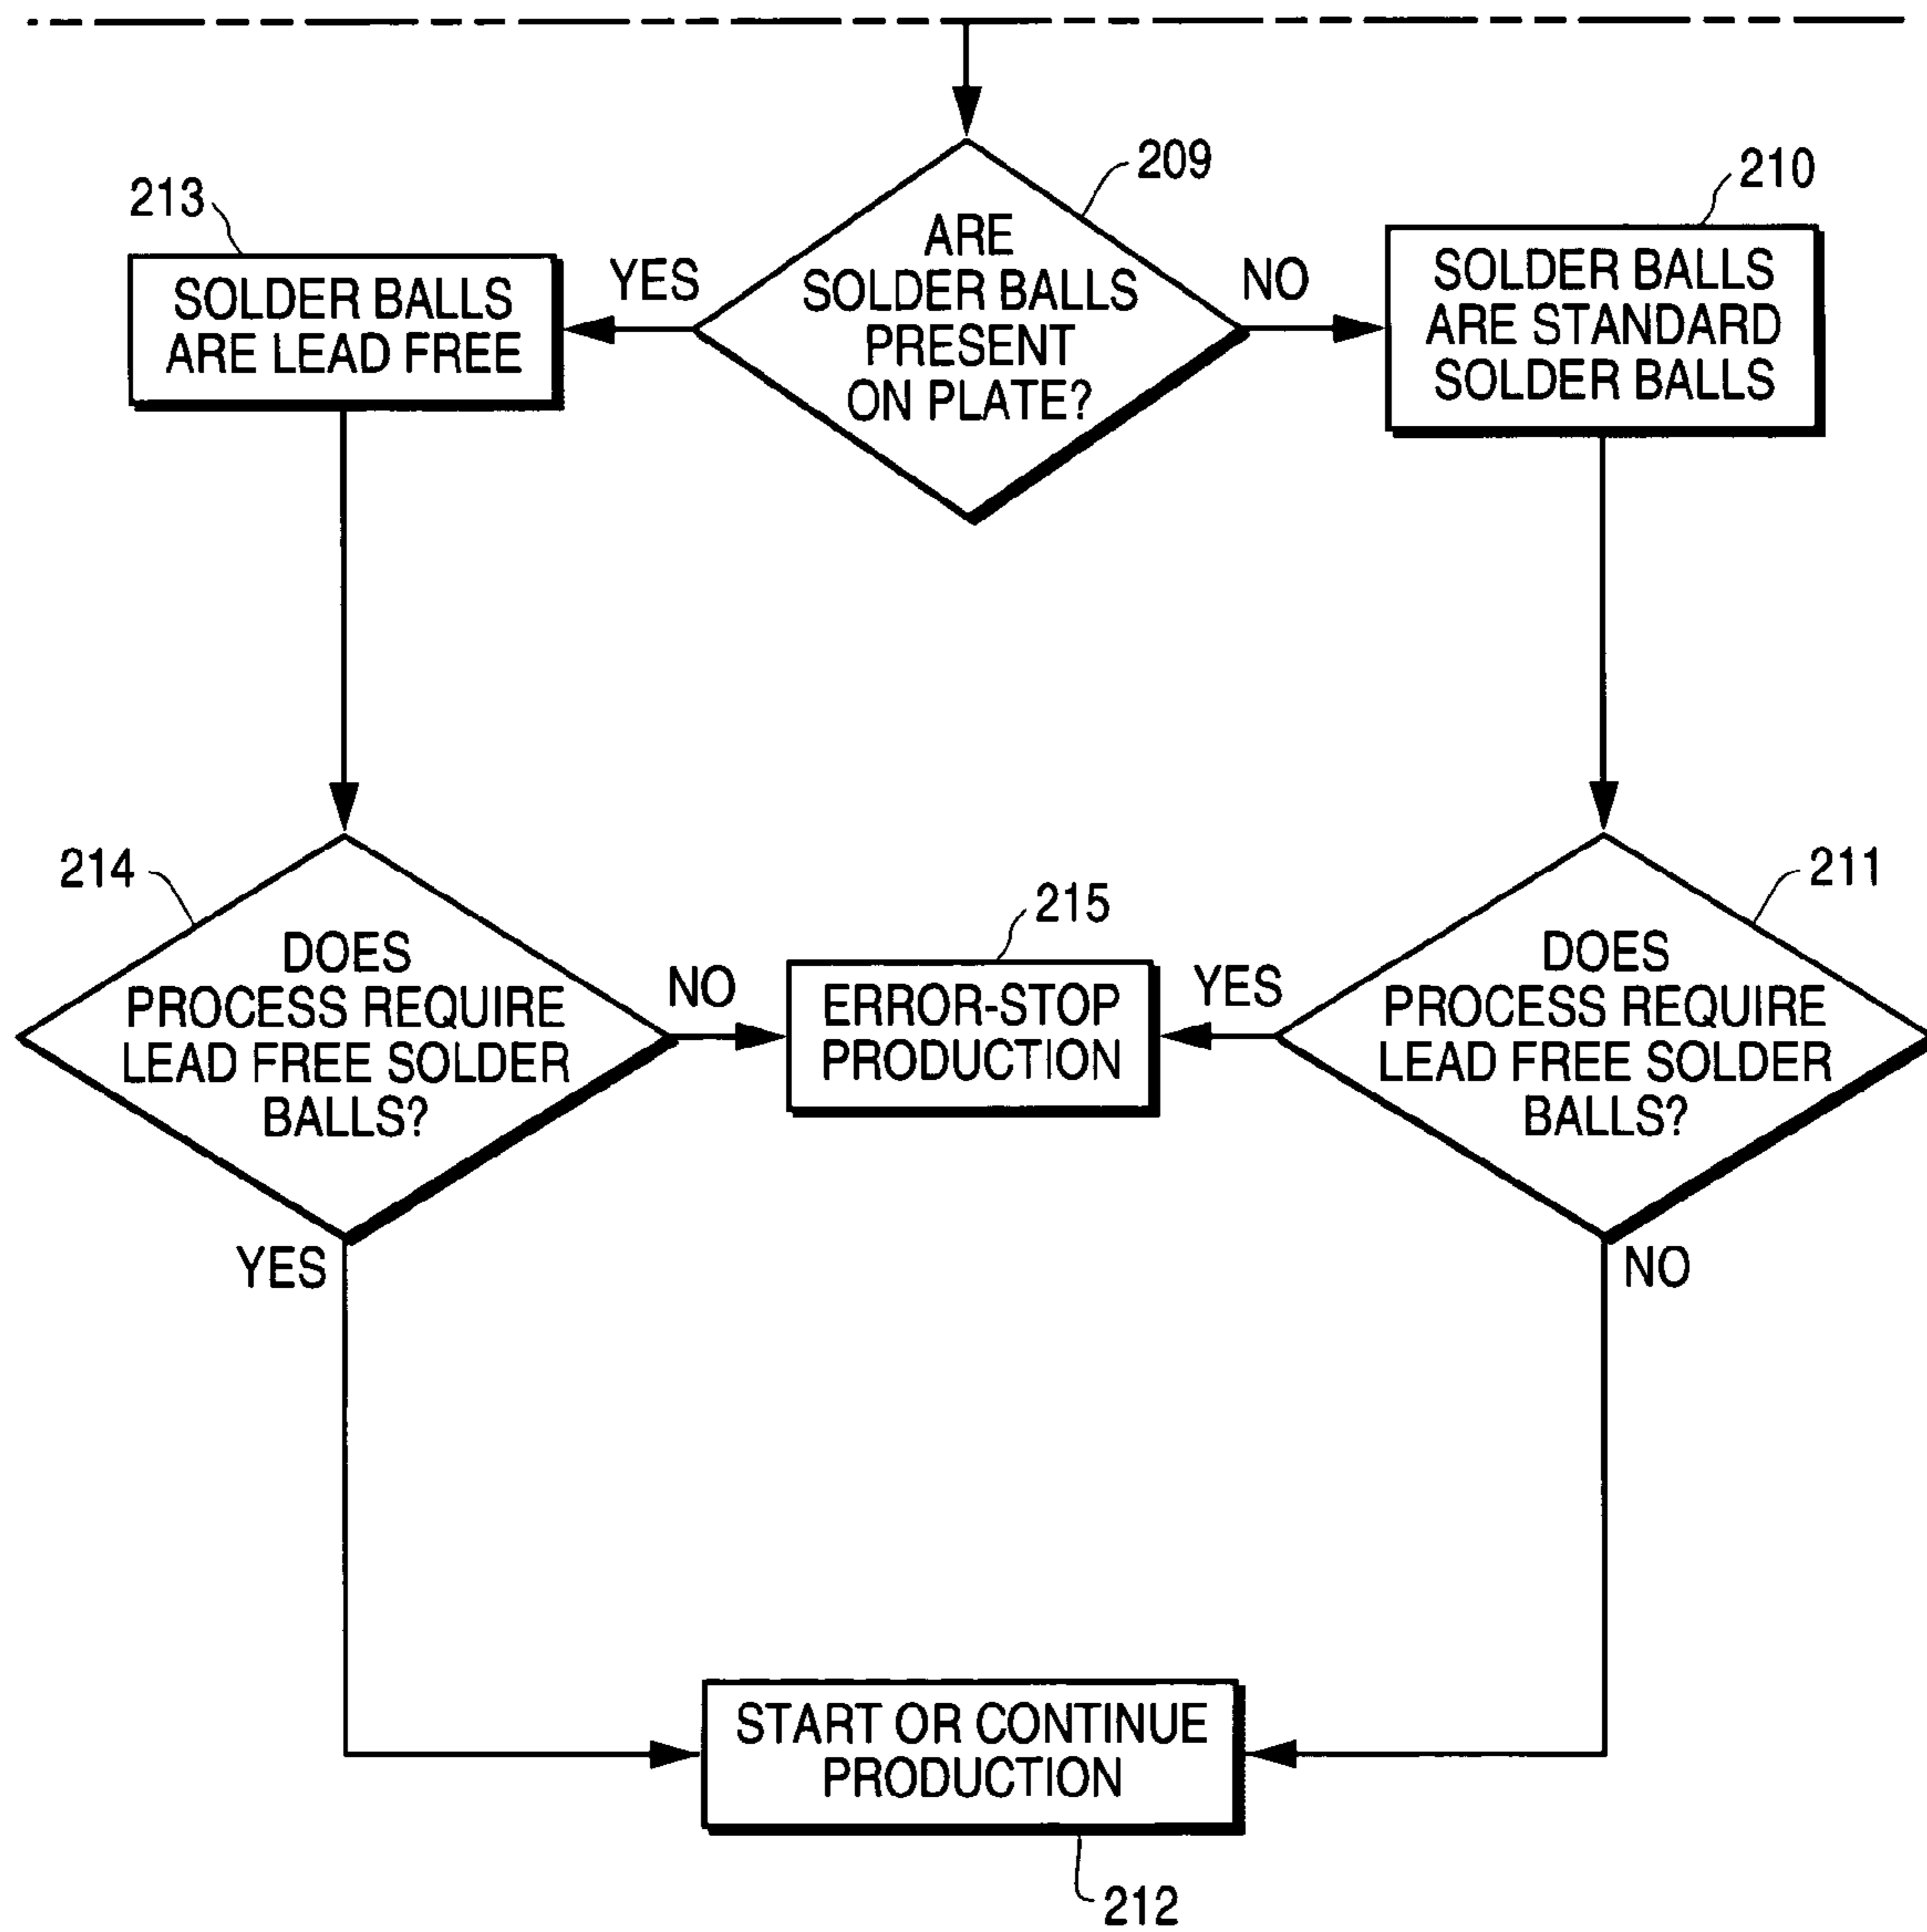 209
ARE
SOLDER BALLS
PRESENT
ON PLATE?
YES
NO
213
SOLDER BALLS
ARE LEAD FREE
210
SOLDER BALLS
ARE STANDARD
SOLDER BALLS
214
DOES
PROCESS REQUIRE
LEAD FREE SOLDER
BALLS?
NO
YES
215
ERROR-STOP
PRODUCTION
YES
211
DOES
PROCESS REQUIRE
LEAD FREE SOLDER
BALLS?
NO
START OR CONTINUE
PRODUCTION
212